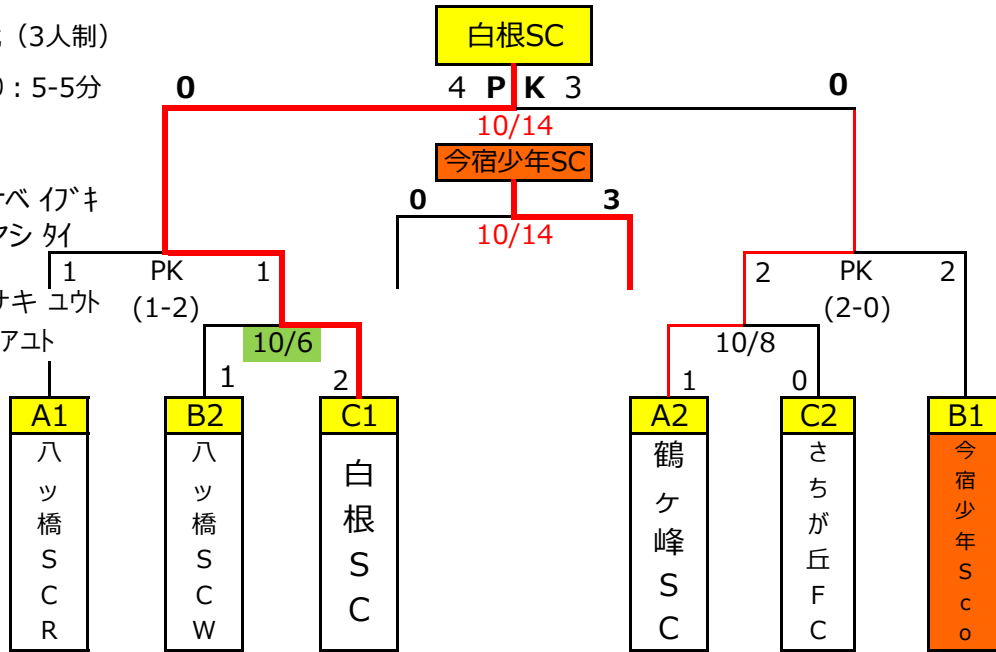 （3人制） 白根SC
: 5-5分 0 4 P K 3 0
10/14
今宿少年SC
ベ イブキ 0 3
シ タイ 10/14
1 PK 1 2 PK 2
キ ユウト (1-2) (2-0)
アユト 10/6 10/8
1 2 1 0
A1 B2 C1 A2 C2 B1
八ッ橋SCR
八ッ橋SCW
白根SC
鶴ケ峰SC
さちが丘FC
今宿少年Sco